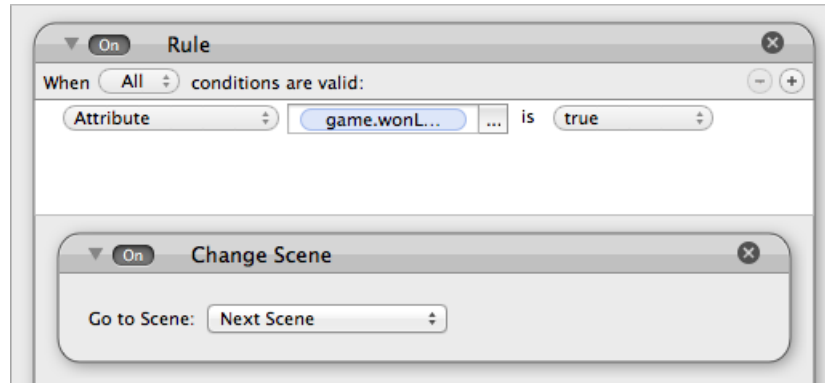 On Rule
When All conditions are valid:
Attribute game.wonL... ... is true
On Change Scene
Go to Scene: Next Scene